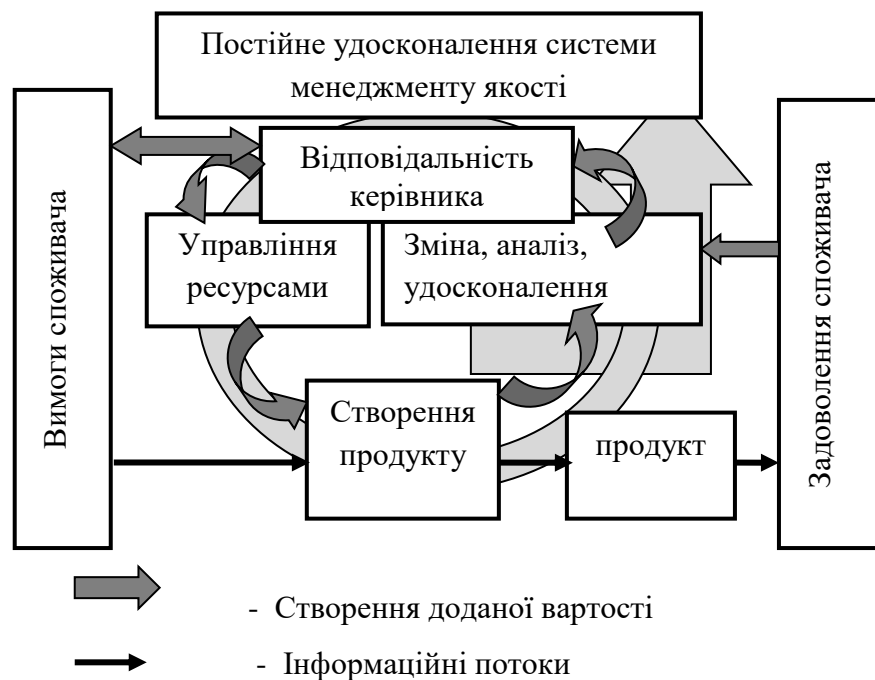 Постійне удосконалення системи
менеджменту якості
Вимоги споживача
Відповідальність
керівника
Управління
ресурсами
Зміна, аналіз,
удосконалення
Задоволення споживача
Створення
продукту
продукт
- Створення доданої вартості
- Інформаційні потоки